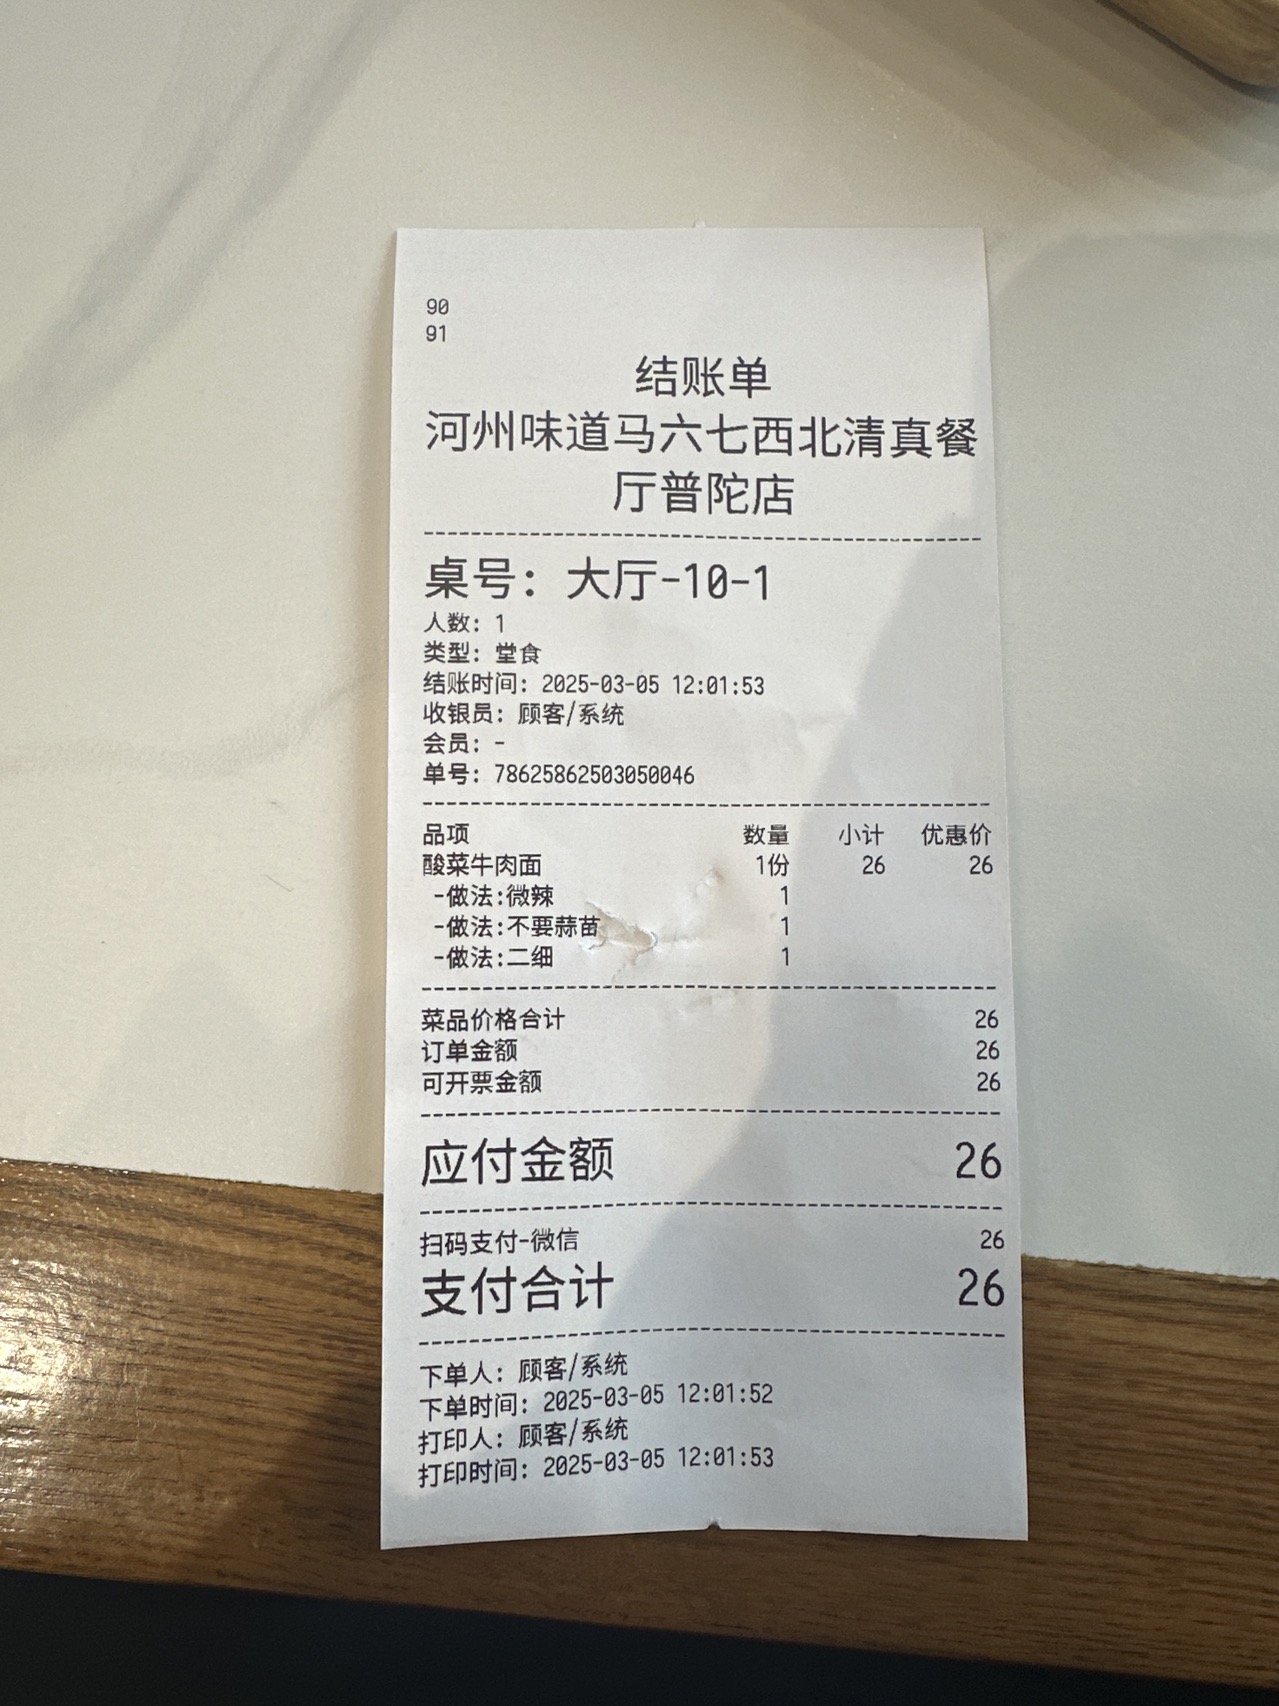 90
91
结账单
河州味道马六七西北清真餐
厅普陀店
桌号：大厅-10-1
人数：1
类型：堂食
结账时间：2025-03-05 12:01:53
收银员：顾客/系统
会员：-
单号：78625862503050046
品项 数量 小计 优惠价
酸菜牛肉面 1份 26 26
-做法:微辣 1
-做法:不要蒜苗 1
-做法:二细 1
菜品价格合计 26
订单金额 26
可开票金额 26
应付金额 26
扫码支付-微信 26
支付合计 26
下单人：顾客/系统
下单时间：2025-03-05 12:01:52
打印人：顾客/系统
打印时间：2025-03-05 12:01:53